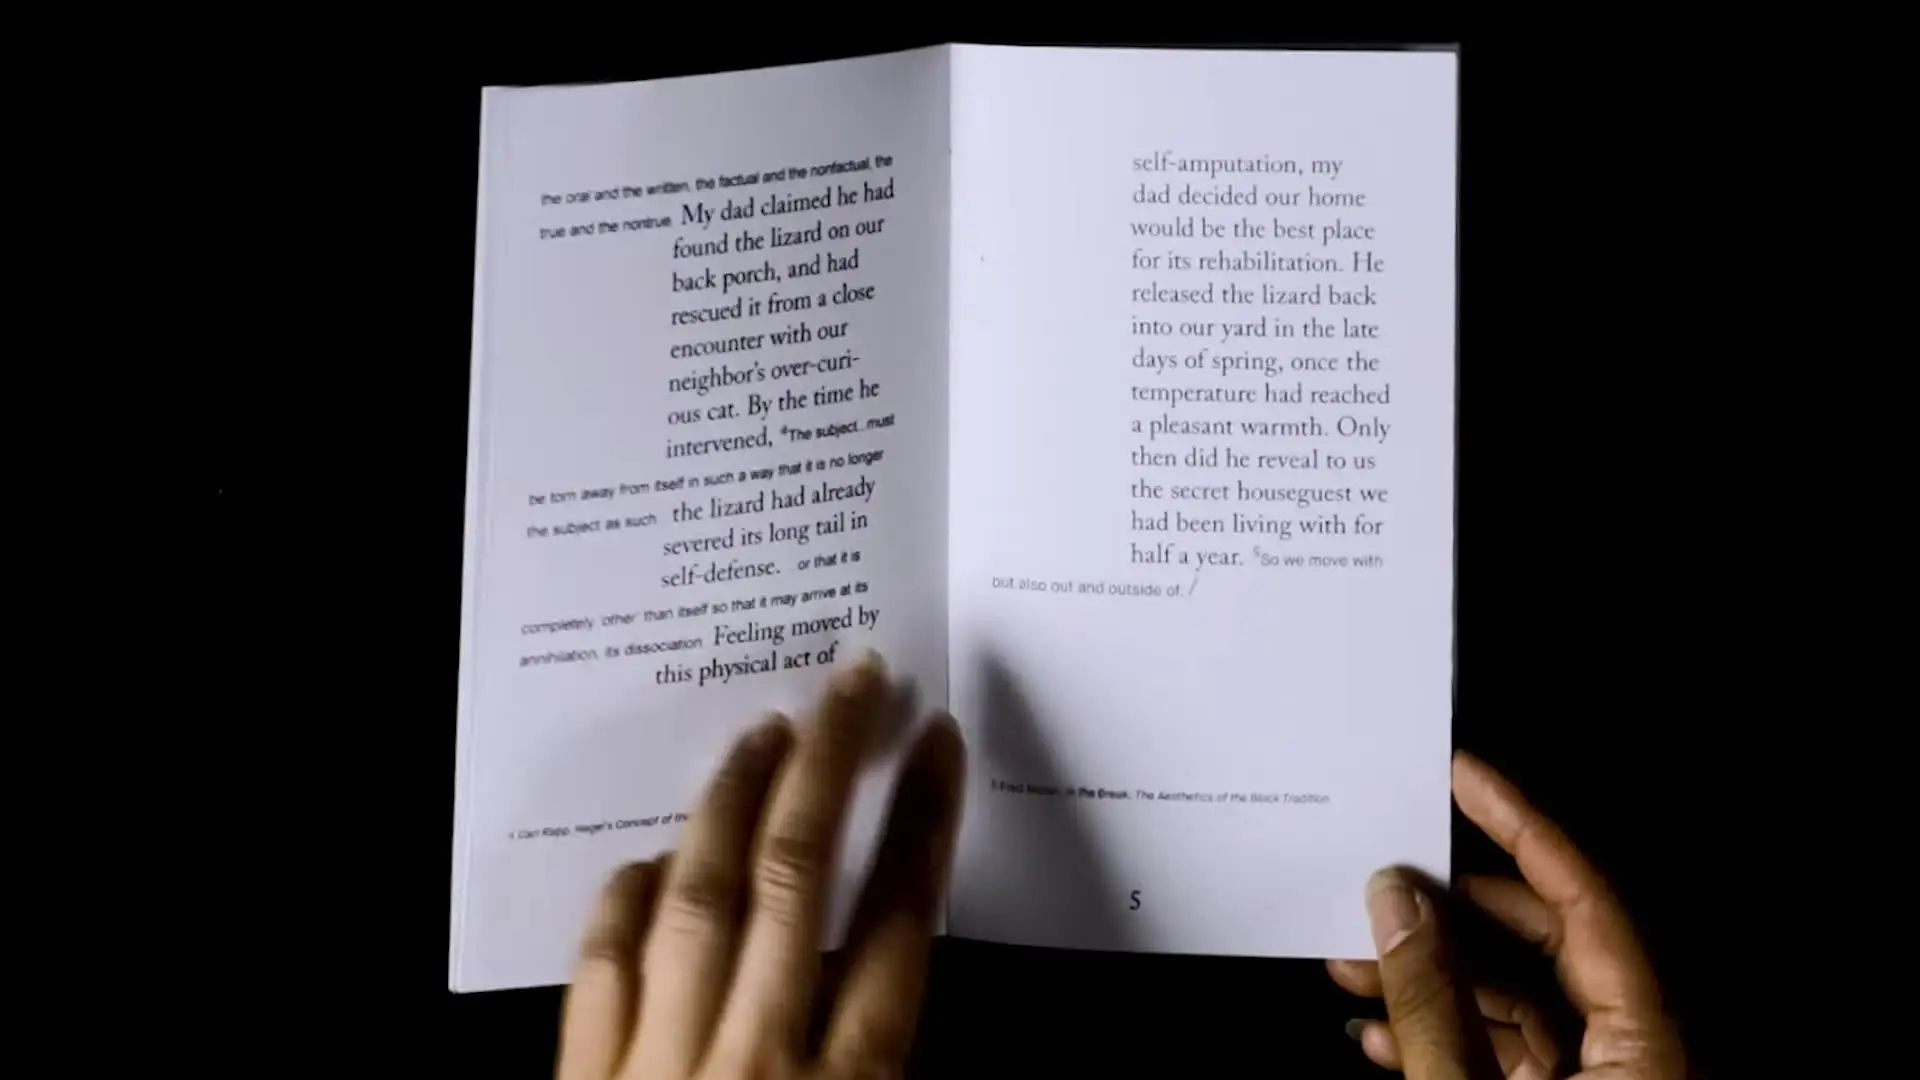 the oral and the written, the factual and the nonfactual, the
true and the nontrue. My dad claimed he had
found the lizard on our
back porch, and had
rescued it from a close
encounter with our
neighbor's over-curi-
ous cat. By the time he
intervened, ⁴The subject...must
be torn away from itself in such a way that it is no longer
the subject as such the lizard had already
severed its long tail in
self-defense. or that it is
completely 'other' than itself so that it may arrive at its
annihilation, its dissociation. Feeling moved by
this physical act of
4 Carl Rapp, Hegel's Concept of the
self-amputation, my
dad decided our home
would be the best place
for its rehabilitation. He
released the lizard back
into our yard in the late
days of spring, once the
temperature had reached
a pleasant warmth. Only
then did he reveal to us
the secret houseguest we
had been living with for
half a year. ⁵So we move with
but also out and outside of. /
5 Fred Moten, In the Break: The Aesthetics of the Black Tradition
5